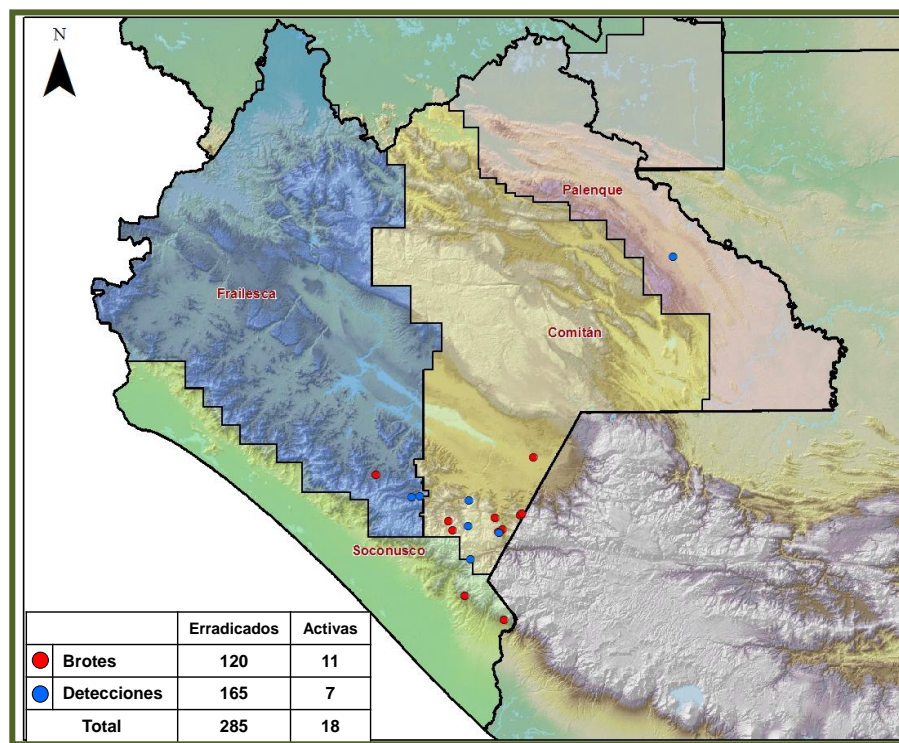 N
Palenque
Frailesca
Comitán
Soconusco
Erradicados Activas
Brotes 120 11
Detecciones 165 7
Total 285 18